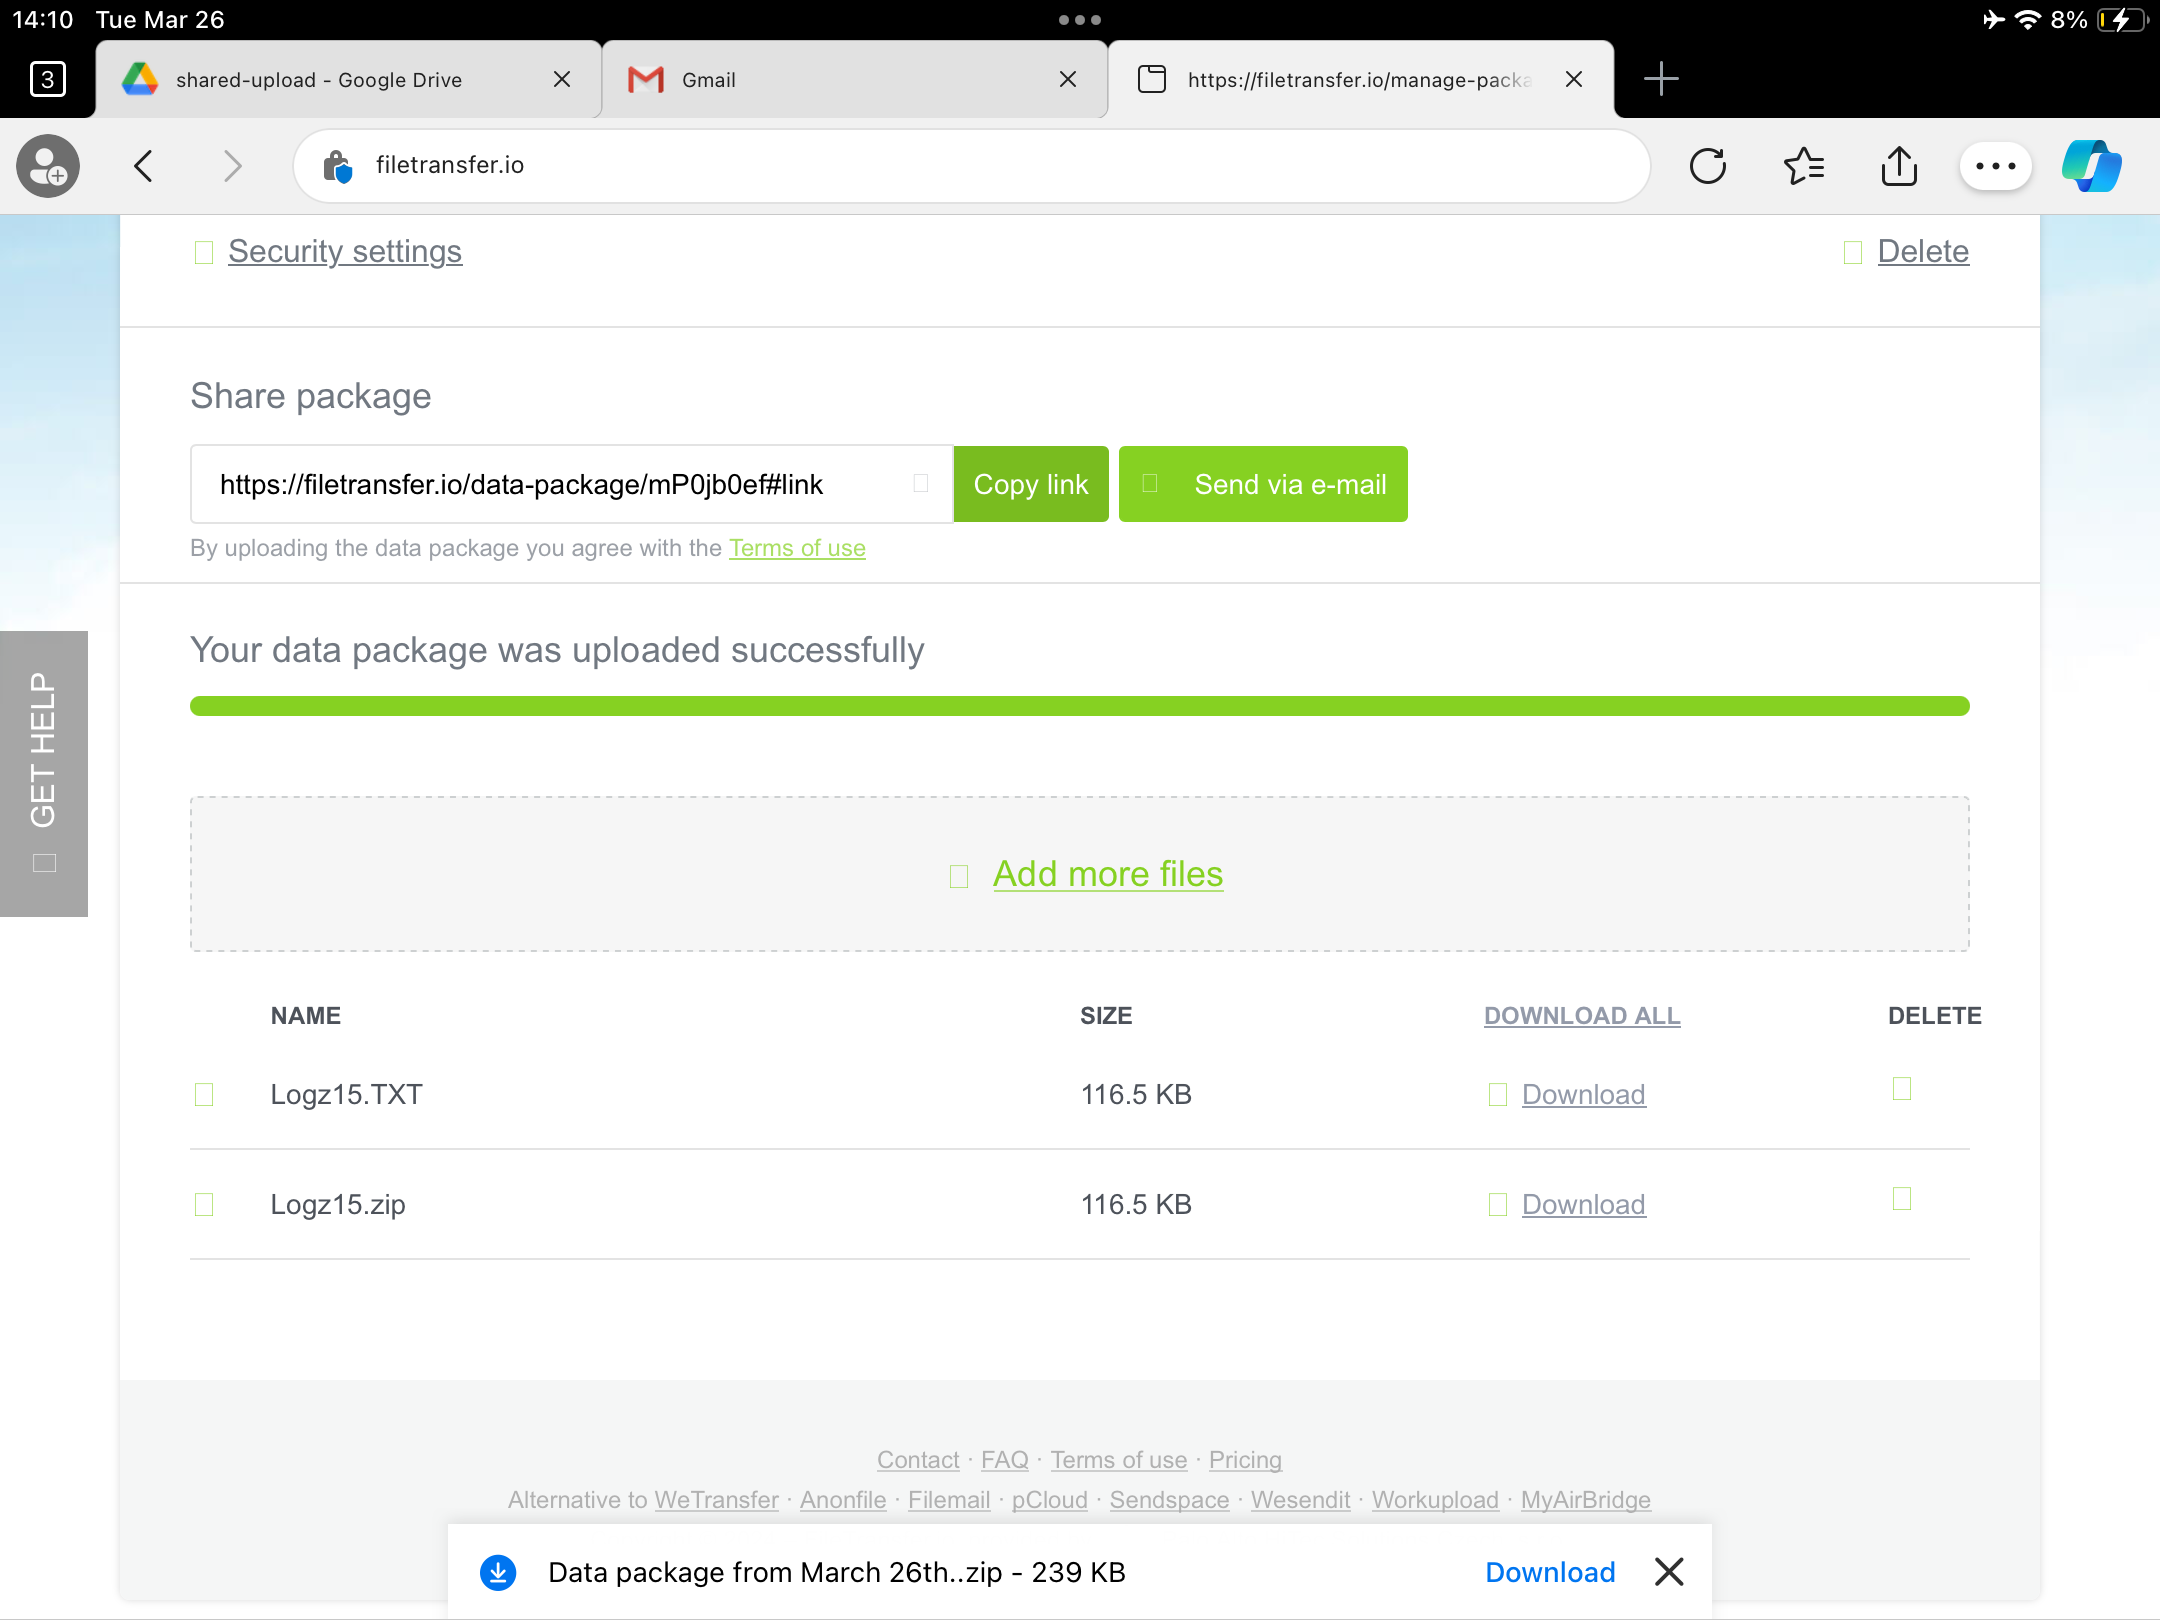 14:10 Tue Mar 26
8%
3
shared-upload - Google Drive
Gmail
https://filetransfer.io/manage-packa
filetransfer.io
Security settings
Delete
Share package
https://filetransfer.io/data-package/mP0jb0ef#link
Copy link
Send via e-mail
By uploading the data package you agree with the Terms of use
Your data package was uploaded successfully
GET HELP
Add more files
NAME SIZE DOWNLOAD ALL DELETE
Logz15.TXT 116.5 KB Download
Logz15.zip 116.5 KB Download
Contact · FAQ · Terms of use · Pricing
Alternative to WeTransfer · Anonfile · Filemail · pCloud · Sendspace · Wesendit · Workupload · MyAirBridge
Data package from March 26th..zip - 239 KB Download